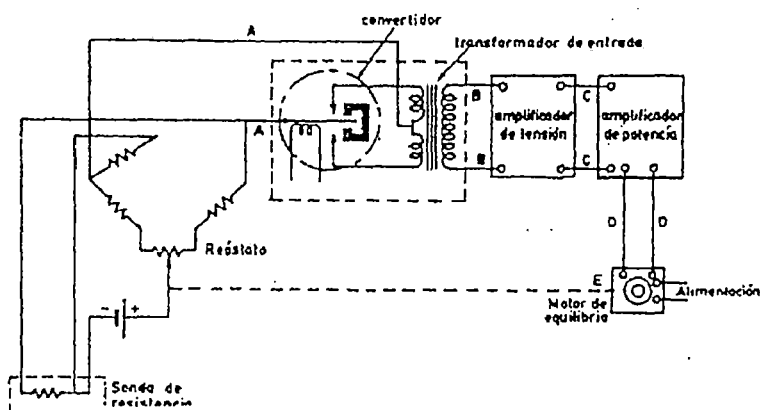 convertidor
A
transformador de entrada
A
B
B
amplificador
de tensión
C
C
amplificador
de potencia
D
D
Reóstato
E
Motor de
equilibrio
Alimentación
-
+
Sonda de
resistencia